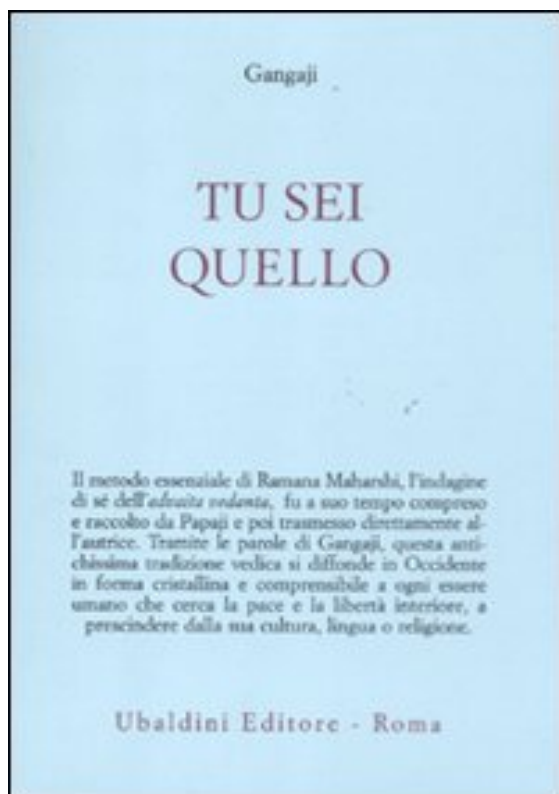 Gangaji
TU SEI
QUELLO
Il metodo essenziale di Ramana Maharshi, l'indagine
di sé dell'advaita vedanta, fu a suo tempo compreso
e raccolto da Papaji e poi trasmesso direttamente al-
l'autrice. Tramite le parole di Gangaji, questa anti-
chissima tradizione vedica si diffonde in Occidente
in forma cristallina e comprensibile a ogni essere
umano che cerca la pace e la libertà interiore, a
prescindere dalla sua cultura, lingua o religione.
Ubaldini Editore - Roma